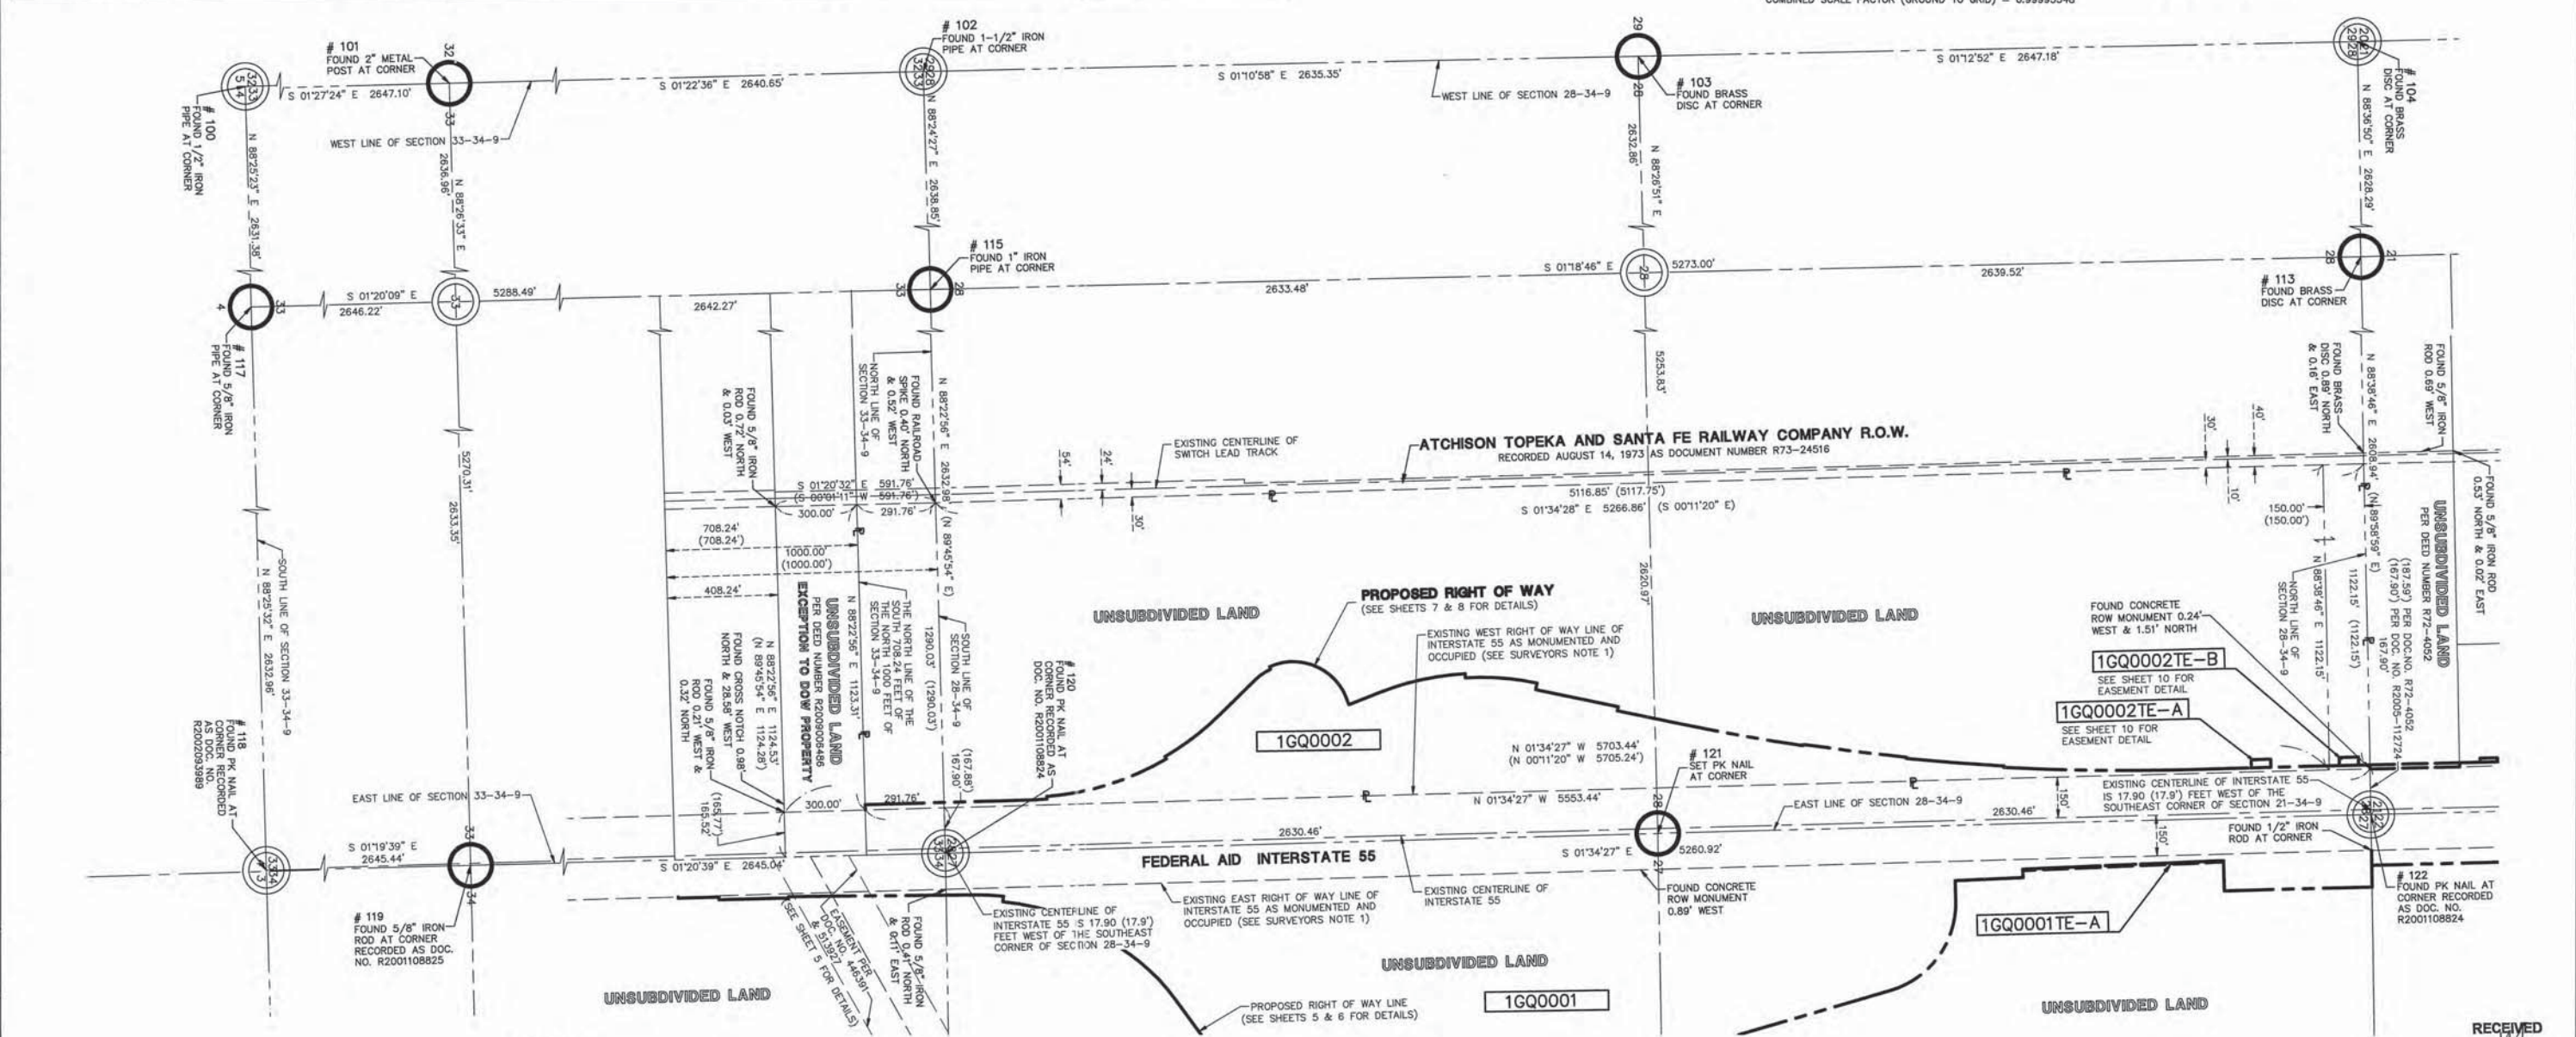 COMBINED SCALE FACTOR (GROUND TO GRID) = 0.99995548
# 101
FOUND 2" METAL
POST AT CORNER
# 102
FOUND 1-1/2" IRON
PIPE AT CORNER
# 103
FOUND BRASS
DISC AT CORNER
# 104
FOUND BRASS
DISC AT CORNER
# 100
FOUND 1/2" IRON
PIPE AT CORNER
32
33
29
28
S 01°27'24" E 2647.10'
S 01°22'36" E 2640.65'
S 01°10'58" E 2635.35'
S 01°12'52" E 2647.18'
WEST LINE OF SECTION 33-34-9
WEST LINE OF SECTION 28-34-9
N 88°25'23" E 2631.38'
N 88°26'33" E
2636.96'
N 88°24'27" E 2638.85'
N 88°26'51" E
2632.86'
N 88°36'50" E 2628.29'
# 115
FOUND 1" IRON
PIPE AT CORNER
# 113
FOUND BRASS
DISC AT CORNER
# 117
FOUND 5/8" IRON
PIPE AT CORNER
4
33
33
33
28
28
28
21
S 01°20'09" E
2646.22'
5288.49'
2642.27'
2633.48'
S 01°18'46" E
5273.00'
2639.52'
FOUND 5/8" IRON
ROD 0.72' NORTH
& 0.03' WEST
NORTH LINE OF
SECTION 33-34-9
FOUND RAILROAD
SPIKE 0.40' NORTH
& 0.52' WEST
N 88°22'56" E 2632.98'
(N 89°45'54" E)
5253.83'
FOUND BRASS
DISC 0.89' NORTH
& 0.16' EAST
N 88°38'46" E 2608.94'
(N 89°58'59" E)
FOUND 5/8" IRON
ROD 0.69' WEST
FOUND 5/8" IRON ROD
0.53' NORTH & 0.02' EAST
EXISTING CENTERLINE OF
SWITCH LEAD TRACK
ATCHISON TOPEKA AND SANTA FE RAILWAY COMPANY R.O.W.
RECORDED AUGUST 14, 1973 AS DOCUMENT NUMBER R73-24516
54'
24'
30'
30'
40'
10'
S 01°20'32" E 591.76'
(S 00°01'11" W 591.76')
300.00'
291.76'
5116.85' (5117.75')
S 01°34'28" E 5266.86' (S 00°11'20" E)
150.00'
(150.00')
5270.31'
2633.35'
708.24'
(708.24')
1000.00'
(1000.00')
408.24'
2620.97'
SOUTH LINE OF SECTION 33-34-9
N 88°25'32" E 2632.96'
UNSUBDIVIDED LAND
PER DEED NUMBER R2009006486
EXCEPTION TO DOW PROPERTY
N 88°22'56" E 1123.31'
THE NORTH LINE OF THE
SOUTH 708.24 FEET OF
THE NORTH 1000 FEET OF
SECTION 33-34-9
SOUTH LINE OF
SECTION 28-34-9
1290.03' (1290.03')
(167.88')
167.90'
N 88°22'56" E 1124.53'
(N 89°45'54" E 1124.28')
FOUND CROSS NOTCH 0.98'
NORTH & 28.58' WEST
FOUND 5/8" IRON
ROD 0.21' WEST &
0.32' NORTH
(165.77')
165.52'
# 120
FOUND PK NAIL AT
CORNER RECORDED AS
DOC. NO. R2001108824
UNSUBDIVIDED LAND
PROPOSED RIGHT OF WAY
(SEE SHEETS 7 & 8 FOR DETAILS)
EXISTING WEST RIGHT OF WAY LINE OF
INTERSTATE 55 AS MONUMENTED AND
OCCUPIED (SEE SURVEYORS NOTE 1)
UNSUBDIVIDED LAND
1GQ0002
N 01°34'27" W 5703.44'
(N 00°11'20" W 5705.24')
# 121
SET PK NAIL
AT CORNER
N 88°38'46" E 1122.15'
NORTH LINE OF
SECTION 28-34-9
1122.15' (1122.15')
167.90'
(187.59') PER DOC.NO. R72-4052
(167.90') PER DOC. NO. R2005-112724
UNSUBDIVIDED LAND
PER DEED NUMBER R72-4052
FOUND CONCRETE
ROW MONUMENT 0.24'
WEST & 1.51' NORTH
1GQ0002TE-B
SEE SHEET 10 FOR
EASEMENT DETAIL
1GQ0002TE-A
SEE SHEET 10 FOR
EASEMENT DETAIL
# 118
FOUND PK NAIL AT
CORNER RECORDED
AS DOC. NO.
R2002093989
EAST LINE OF SECTION 33-34-9
300.00'
291.76'
N 01°34'27" W 5553.44'
EAST LINE OF SECTION 28-34-9
150'
150'
EXISTING CENTERLINE OF INTERSTATE 55
IS 17.90 (17.9') FEET WEST OF THE
SOUTHEAST CORNER OF SECTION 21-34-9
2630.46'
2630.46'
28
27
33
34
S 01°19'39" E
2645.44'
S 01°20'39" E 2645.04'
FEDERAL AID INTERSTATE 55
S 01°34'27" E
5260.92'
FOUND 1/2" IRON
ROD AT CORNER
# 119
FOUND 5/8" IRON
ROD AT CORNER
RECORDED AS DOC.
NO. R2001108825
EASEMENT PER
DOC. NO. 446391
& 513927
(SEE SHEET 5 FOR DETAILS)
FOUND 5/8" IRON
ROD 0.41' NORTH
& 0.11' EAST
EXISTING CENTERLINE OF
INTERSTATE 55 IS 17.90 (17.9')
FEET WEST OF THE SOUTHEAST
CORNER OF SECTION 28-34-9
EXISTING EAST RIGHT OF WAY LINE OF
INTERSTATE 55 AS MONUMENTED AND
OCCUPIED (SEE SURVEYORS NOTE 1)
EXISTING CENTERLINE OF
INTERSTATE 55
FOUND CONCRETE
ROW MONUMENT
0.89' WEST
1GQ0001TE-A
# 122
FOUND PK NAIL AT
CORNER RECORDED
AS DOC. NO.
R2001108824
UNSUBDIVIDED LAND
UNSUBDIVIDED LAND
1GQ0001
PROPOSED RIGHT OF WAY LINE
(SEE SHEETS 5 & 6 FOR DETAILS)
UNSUBDIVIDED LAND
RECEIVED